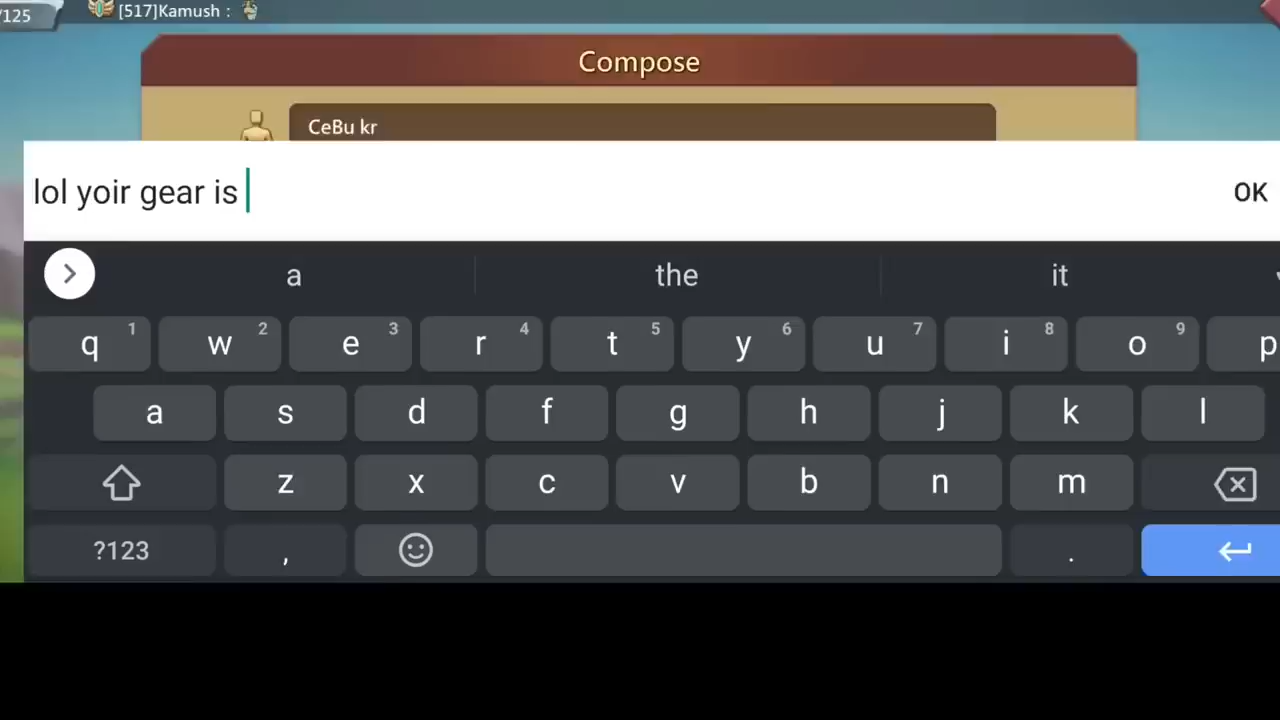 /125
[517]Kamush :
Compose
CeBu kr
lol yoir gear is
OK
a the it
q 1 w 2 e 3 r 4 t 5 y 6 u 7 i 8 o 9 p
a s d f g h j k l
z x c v b n m
?123 , .